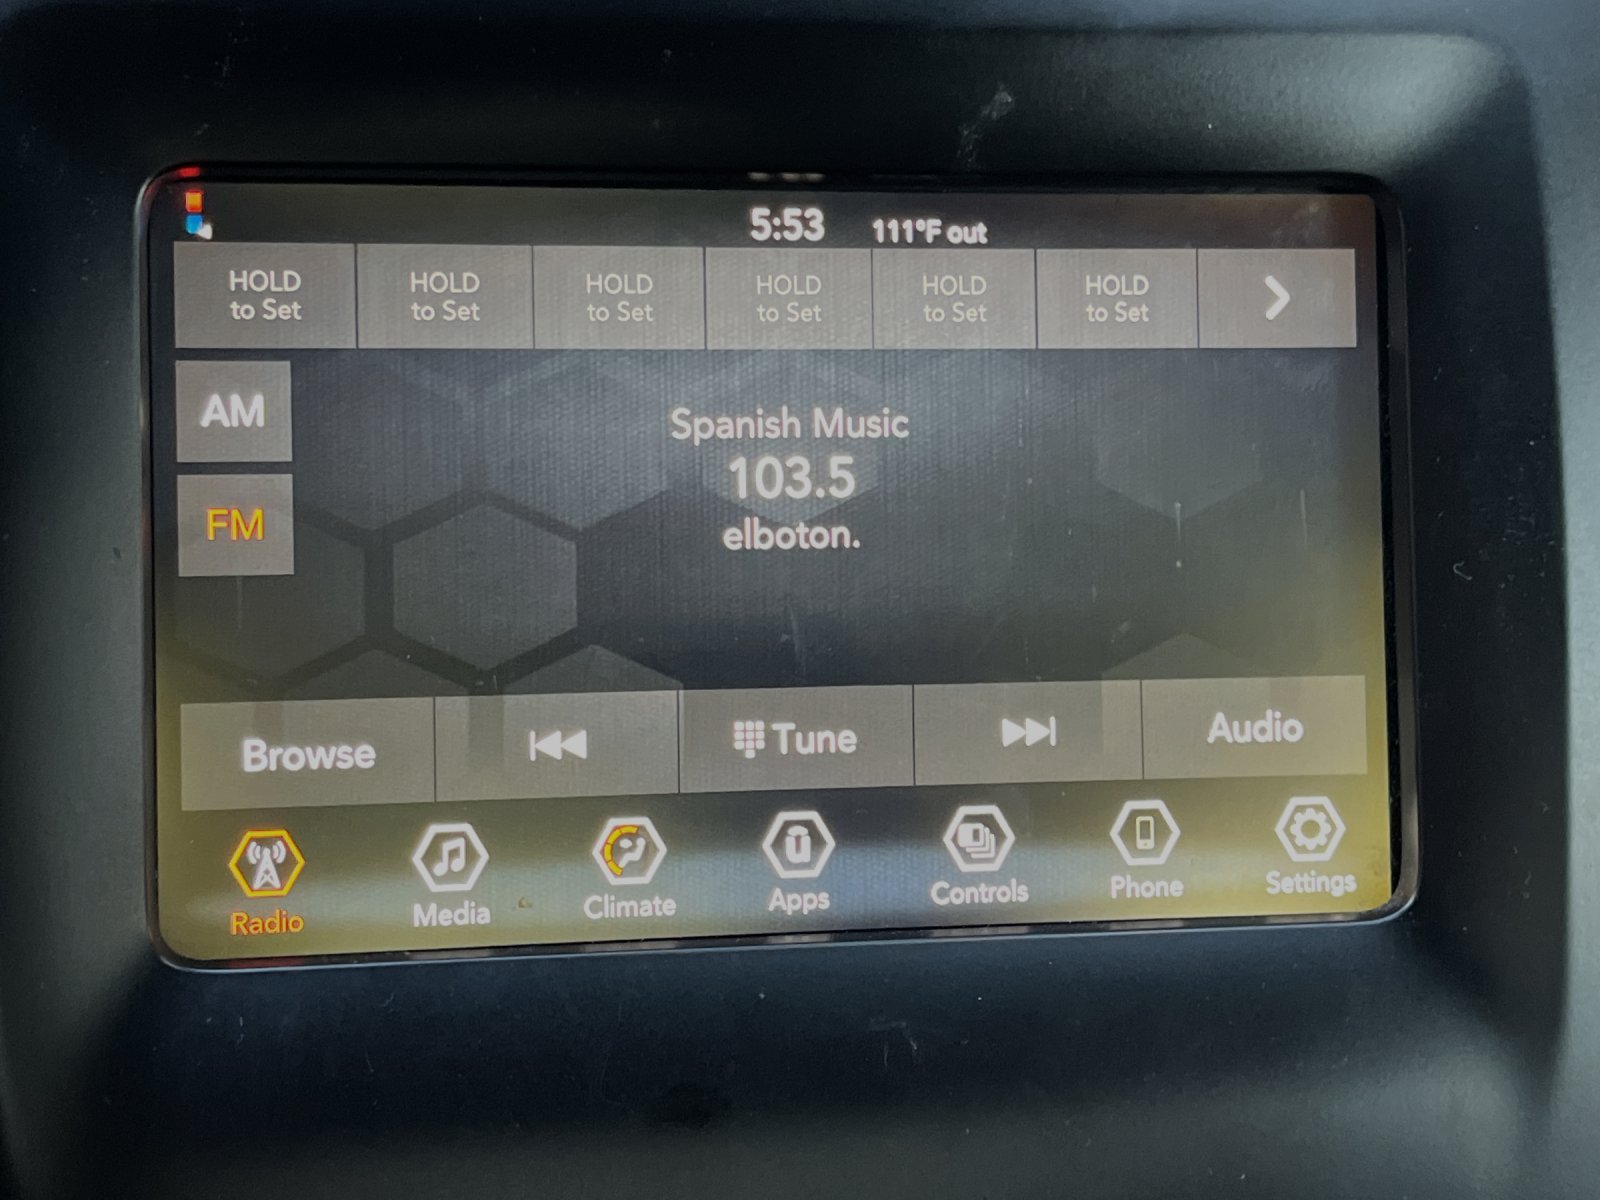 5:53 111°F out
HOLD to Set
HOLD to Set
HOLD to Set
HOLD to Set
HOLD to Set
HOLD to Set
AM
FM
Spanish Music
103.5
elboton.
Browse
Tune
Audio
Radio
Media
Climate
Apps
Controls
Phone
Settings